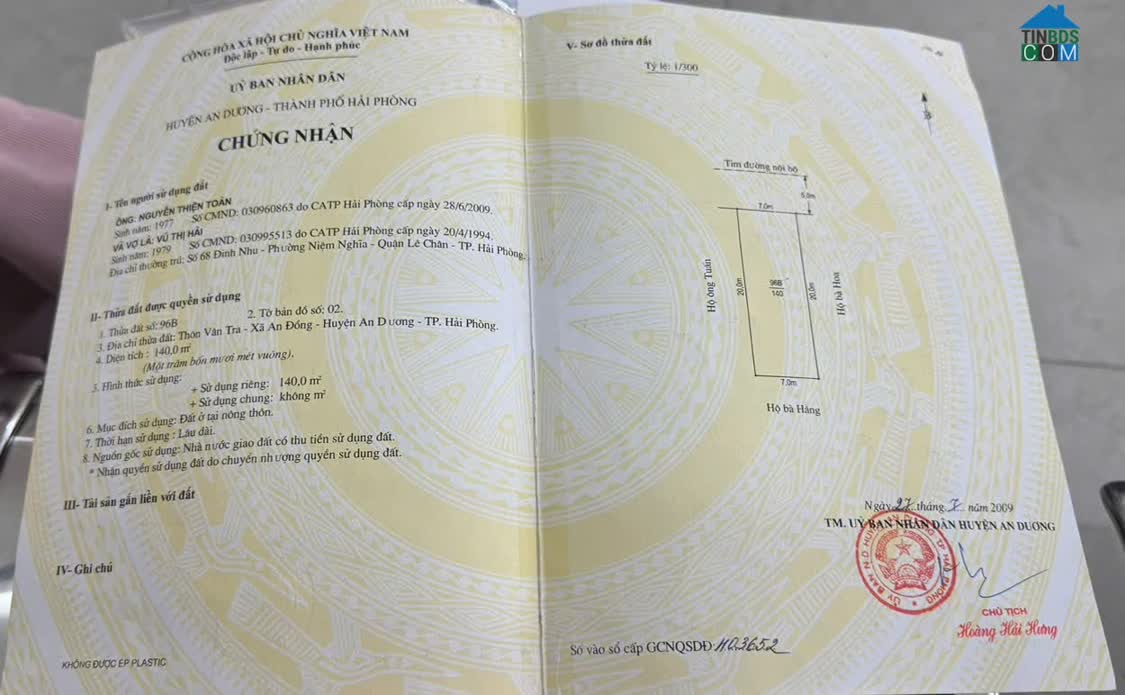 CỘNG HÒA XÃ HỘI CHỦ NGHĨA VIỆT NAM
Độc lập - Tự do - Hạnh phúc
UỶ BAN NHÂN DÂN
HUYỆN AN DƯƠNG - THÀNH PHỐ HẢI PHÒNG
CHỨNG NHẬN
I- Tên người sử dụng đất
ÔNG: NGUYỄN THIỆN TOÀN
Sinh năm: 1977 Số CMND: 030960863 do CATP Hải Phòng cấp ngày 28/6/2009.
VÀ VỢ LÀ: VŨ THỊ HẢI
Sinh năm: 1979 Số CMND: 030995513 do CATP Hải Phòng cấp ngày 20/4/1994.
Địa chỉ thường trú: Số 68 Đinh Nhu - Phường Niệm Nghĩa - Quận Lê Chân - TP. Hải Phòng.
II- Thửa đất được quyền sử dụng
1. Thửa đất số: 96B 2. Tờ bản đồ số: 02.
3. Địa chỉ thửa đất: Thôn Văn Tra - Xã An Đồng - Huyện An Dương - TP. Hải Phòng.
4. Diện tích : 140,0 m²
(Một trăm bốn mươi mét vuông).
5. Hình thức sử dụng:
+ Sử dụng riêng: 140,0 m²
+ Sử dụng chung: không m²
6. Mục đích sử dụng: Đất ở tại nông thôn.
7. Thời hạn sử dụng : Lâu dài.
8. Nguồn gốc sử dụng: Nhà nước giao đất có thu tiền sử dụng đất.
* Nhận quyền sử dụng đất do chuyển nhượng quyền sử dụng đất.
III- Tài sản gắn liền với đất
IV- Ghi chú
KHÔNG ĐƯỢC ÉP PLASTIC
V- Sơ đồ thửa đất
Tỷ lệ: 1/300
B
Tim đường nội bộ
5,0m
7.0m
Hộ ông Tuấn
20,0m
96B
140
20,0m
Hộ bà Hoa
7.0m
Hộ bà Hằng
Ngày 27 tháng 7 năm 2009
TM. UỶ BAN NHÂN DÂN HUYỆN AN DƯƠNG
CHỦ TỊCH
Hoàng Hải Hưng
Số vào sổ cấp GCNQSDĐ: H03652
TINBDS
COM